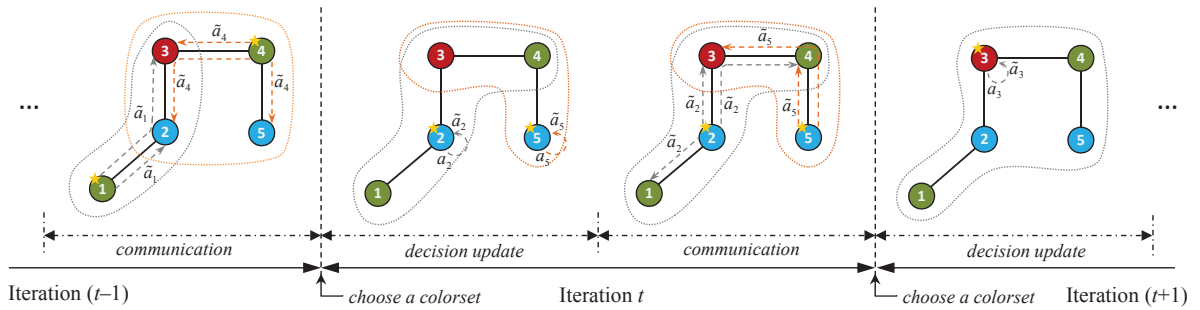 ...
3
4
2
5
1
ã₄
ã₄
ã₄
ã₁
ã₁
3
4
2
5
1
ã₂
a₂
ã₅
a₅
3
4
2
5
1
ã₅
ã₂
ã₂
ã₅
ã₂
3
4
2
5
1
ã₃
a₃
...
communication
decision update
communication
decision update
Iteration (t–1)
choose a colorset
Iteration t
choose a colorset
Iteration (t+1)